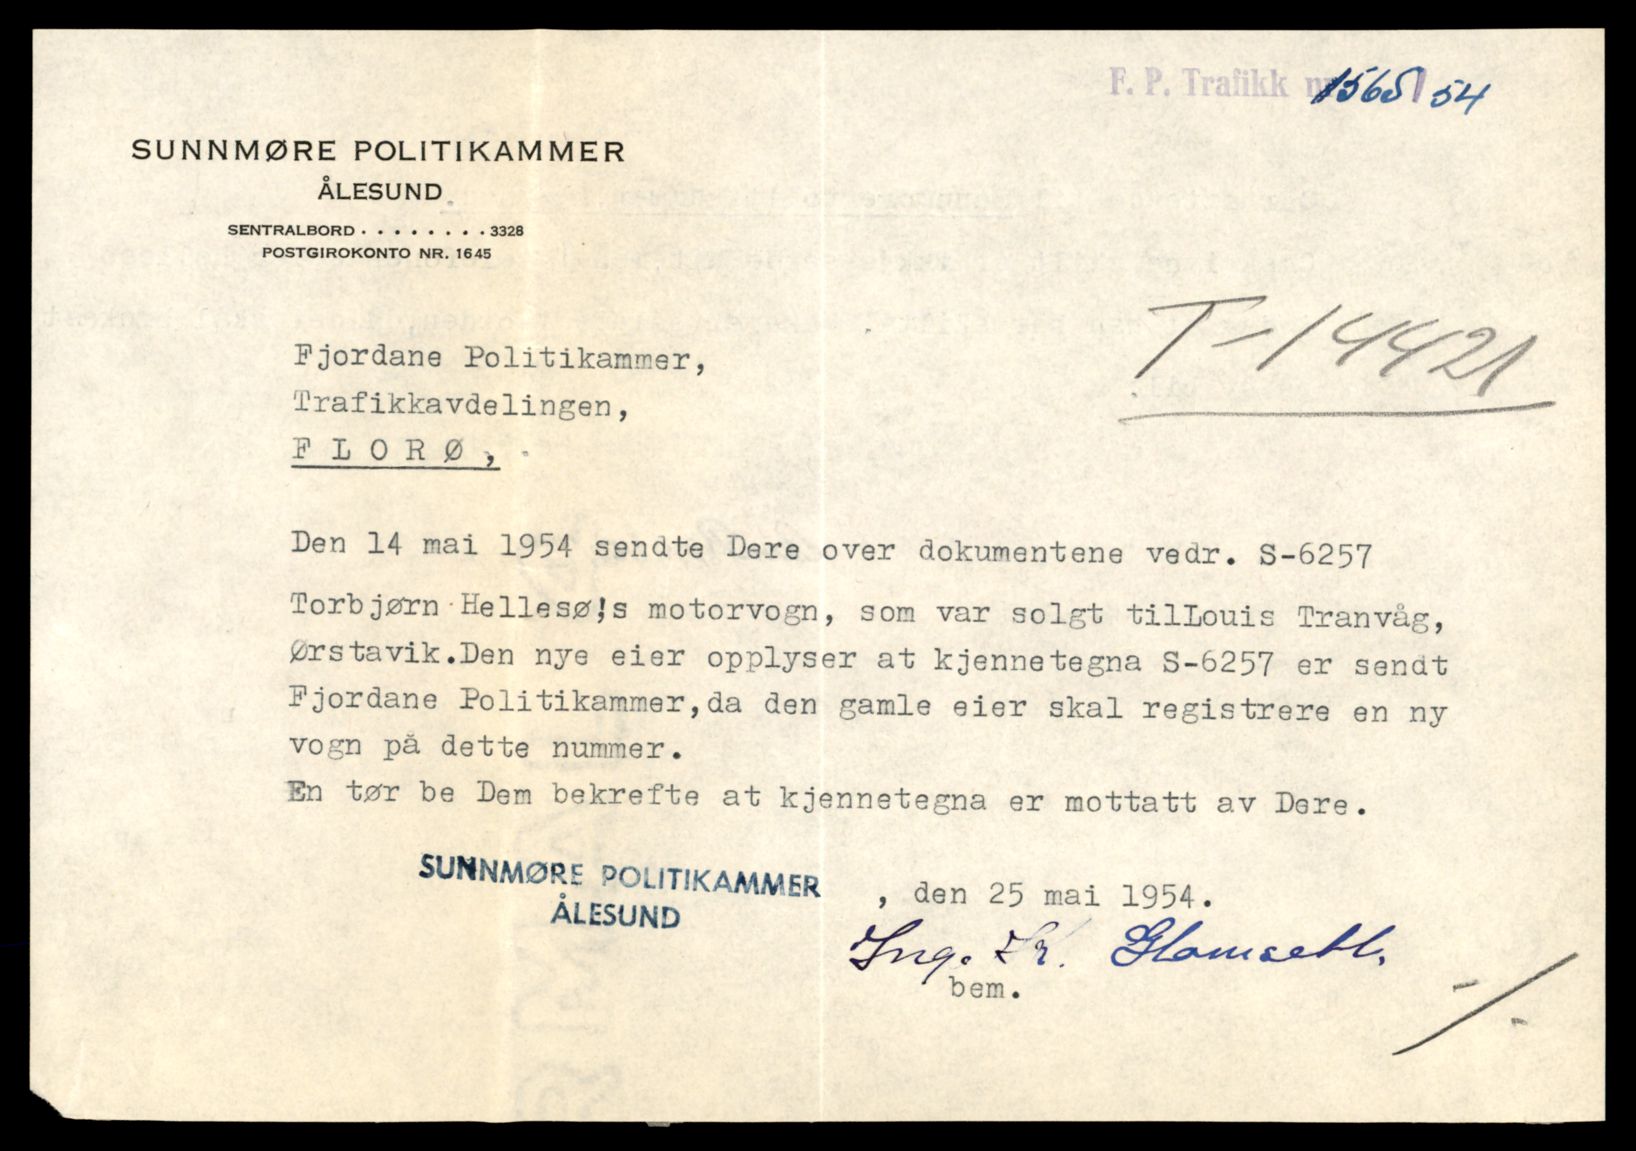 F. P. Trafikk nr 1565/54
SUNNMØRE POLITIKAMMER
ÅLESUND
SENTRALBORD . . . . . . . . 3328
POSTGIROKONTO NR. 1645
T-14421
Fjordane Politikammer,
Trafikkavdelingen,
F L O R Ø ,
Den 14 mai 1954 sendte Dere over dokumentene vedr. S-6257
Torbjørn Hellesø's motorvogn, som var solgt tilLouis Tranvåg,
Ørstavik.Den nye eier opplyser at kjennetegna S-6257 er sendt
Fjordane Politikammer,da den gamle eier skal registrere en ny
vogn på dette nummer.
En tør be Dem bekrefte at kjennetegna er mottatt av Dere.
SUNNMØRE POLITIKAMMER
ÅLESUND
, den 25 mai 1954.
Ing. Kr. Glomseth.
bem.